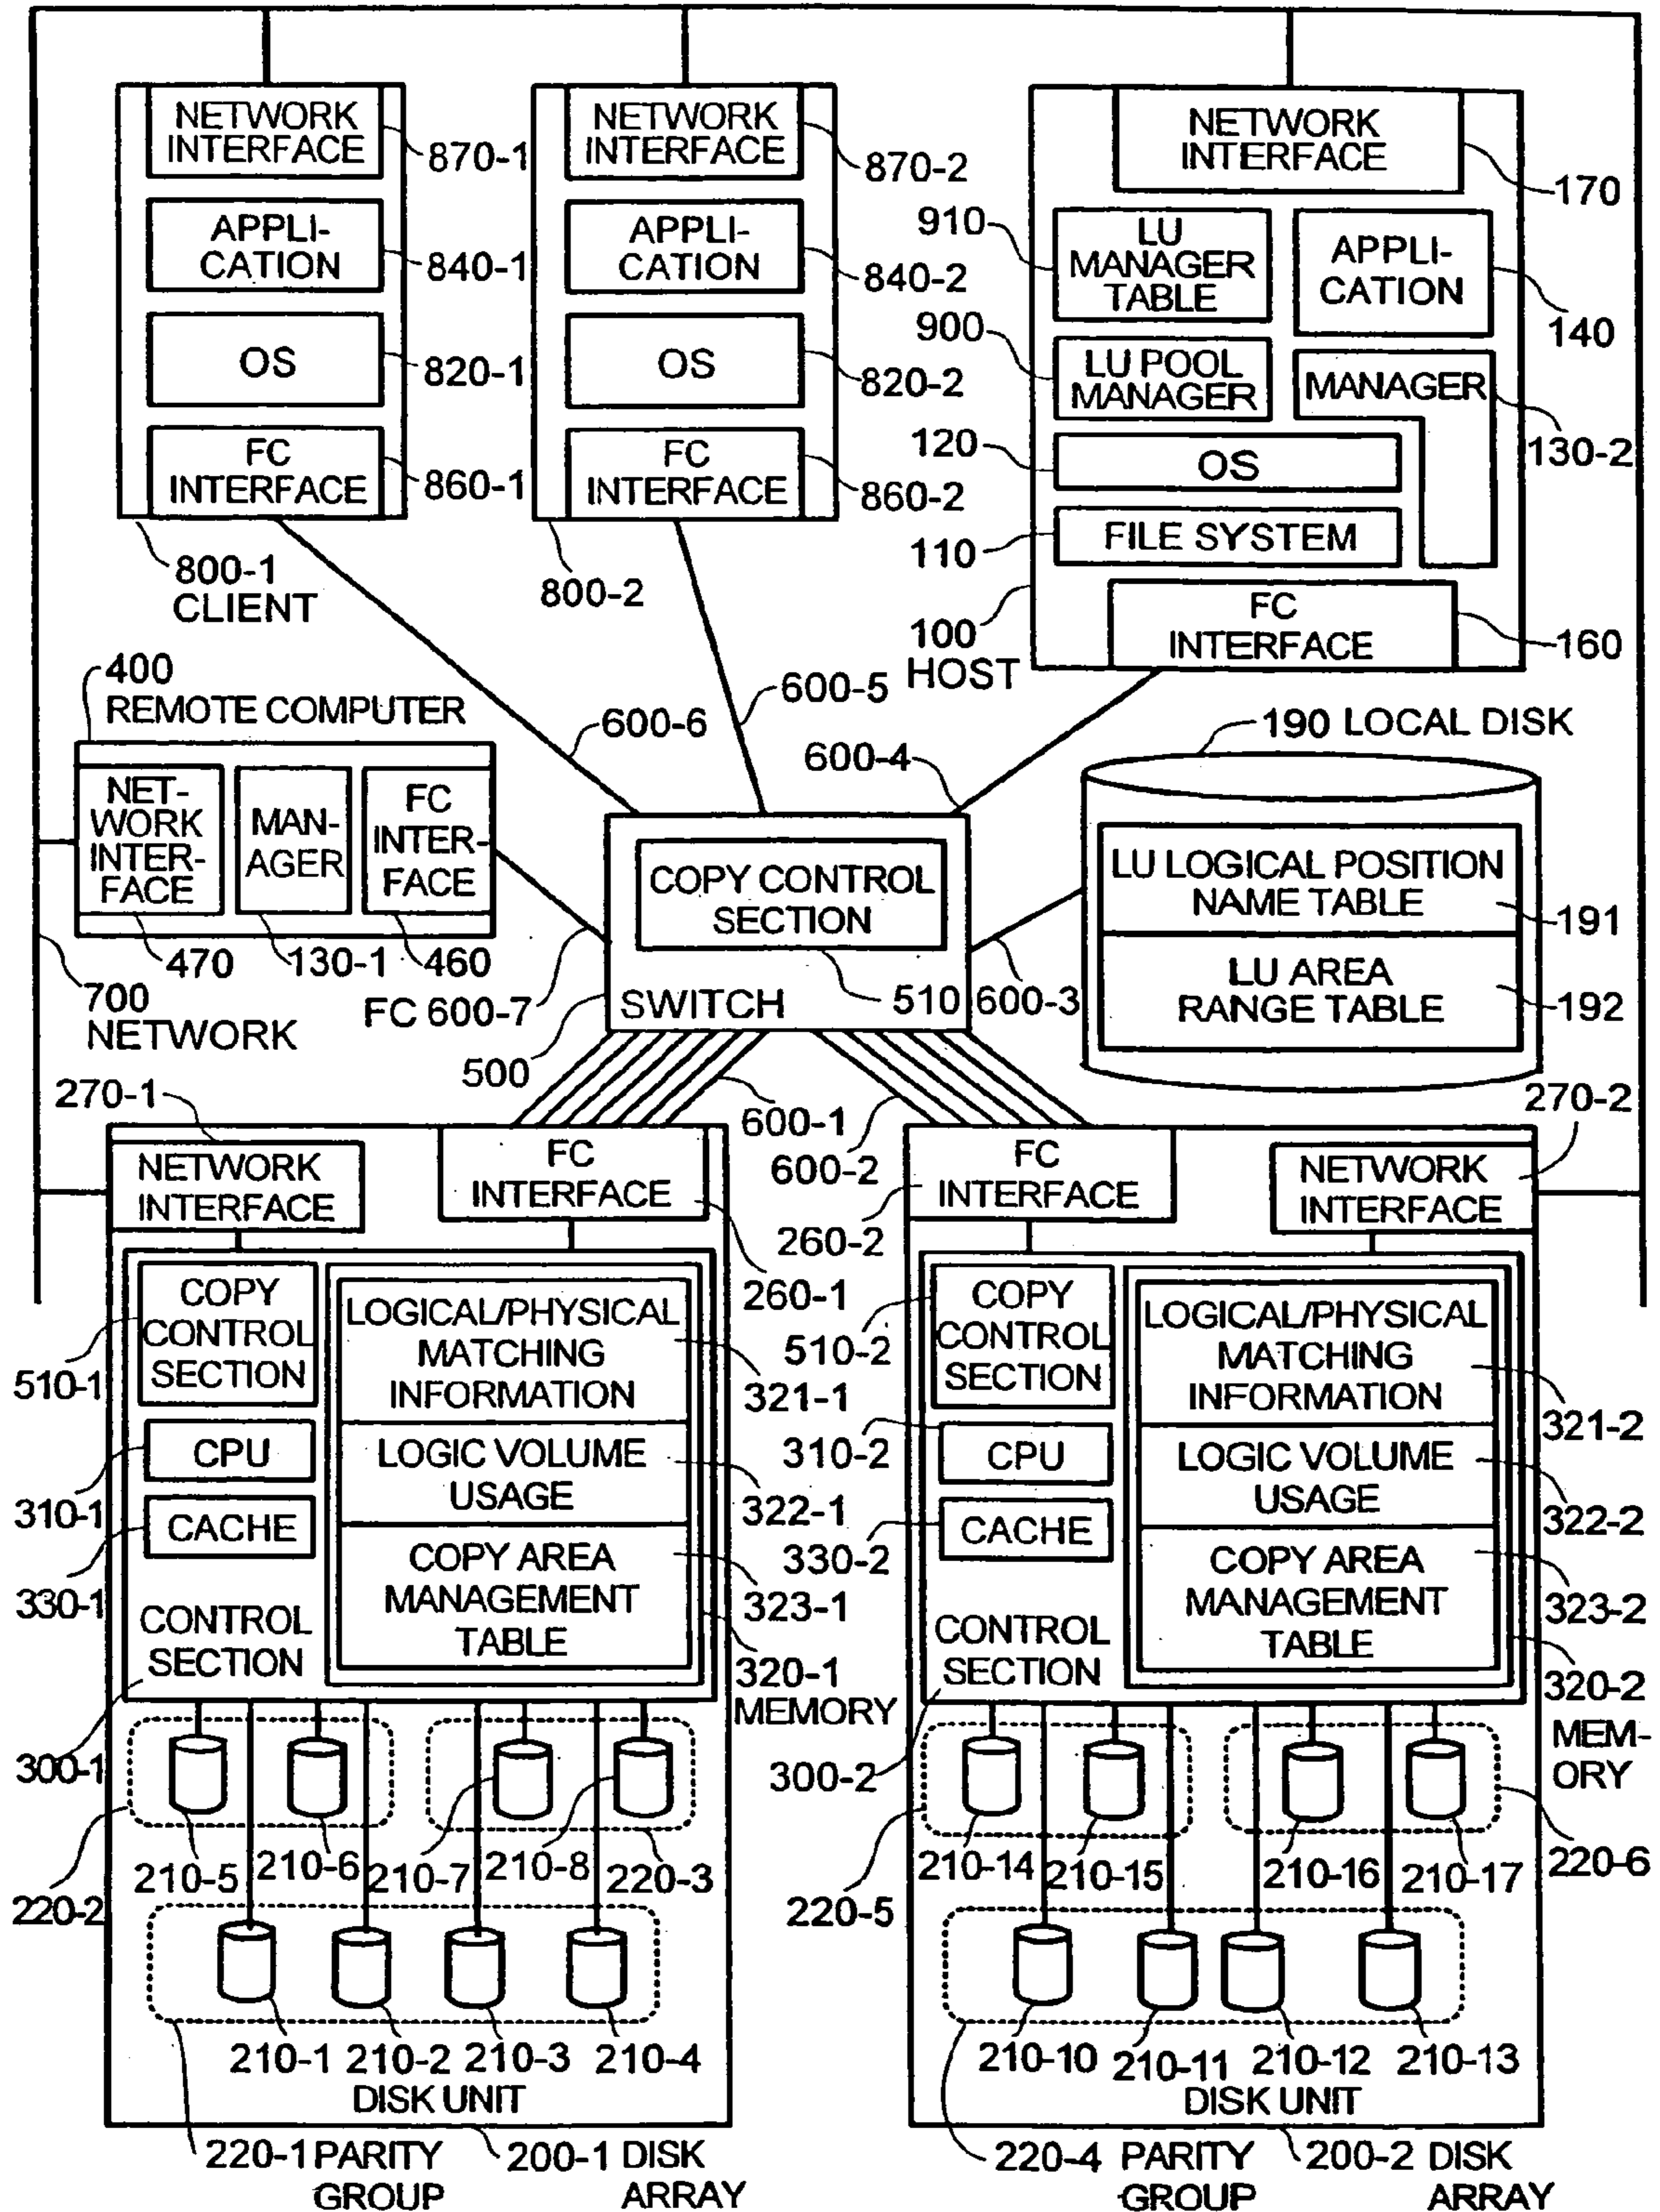 NETWORK
INTERFACE
870-1
APPLI-
CATION
840-1
OS
820-1
FC
INTERFACE
860-1
800-1
CLIENT
NETWORK
INTERFACE
870-2
APPLI-
CATION
840-2
OS
820-2
FC
INTERFACE
860-2
800-2
NETWORK
INTERFACE
170
910
LU
MANAGER
TABLE
APPLI-
CATION
140
900
LU POOL
MANAGER
MANAGER
130-2
120
OS
110
FILE SYSTEM
100
HOST
FC
INTERFACE
160
400
REMOTE COMPUTER
NET-
WORK
INTER-
FACE
MAN-
AGER
FC
INTER-
FACE
470
130-1
460
700
NETWORK
FC 600-7
600-6
600-5
600-4
COPY CONTROL
SECTION
SWITCH
510
600-3
500
190 LOCAL DISK
LU LOGICAL POSITION
NAME TABLE
191
LU AREA
RANGE TABLE
192
600-1
600-2
270-1
NETWORK
INTERFACE
FC
INTERFACE
260-1
COPY
CONTROL
SECTION
510-1
LOGICAL/PHYSICAL
MATCHING
INFORMATION
321-1
CPU
310-1
LOGIC VOLUME
USAGE
322-1
CACHE
330-1
COPY AREA
MANAGEMENT
TABLE
323-1
CONTROL
SECTION
320-1
MEMORY
300-1
220-2
210-5
210-6
210-7
210-8
220-3
210-1
210-2
210-3
210-4
DISK UNIT
220-1 PARITY
GROUP
200-1 DISK
ARRAY
270-2
FC
INTERFACE
260-2
NETWORK
INTERFACE
COPY
CONTROL
SECTION
510-2
LOGICAL/PHYSICAL
MATCHING
INFORMATION
321-2
310-2
CPU
LOGIC VOLUME
USAGE
322-2
330-2
CACHE
COPY AREA
MANAGEMENT
TABLE
323-2
CONTROL
SECTION
320-2
MEM-
ORY
300-2
220-5
210-14
210-15
210-16
210-17
220-6
210-10
210-11
210-12
210-13
DISK UNIT
220-4 PARITY
GROUP
200-2 DISK
ARRAY